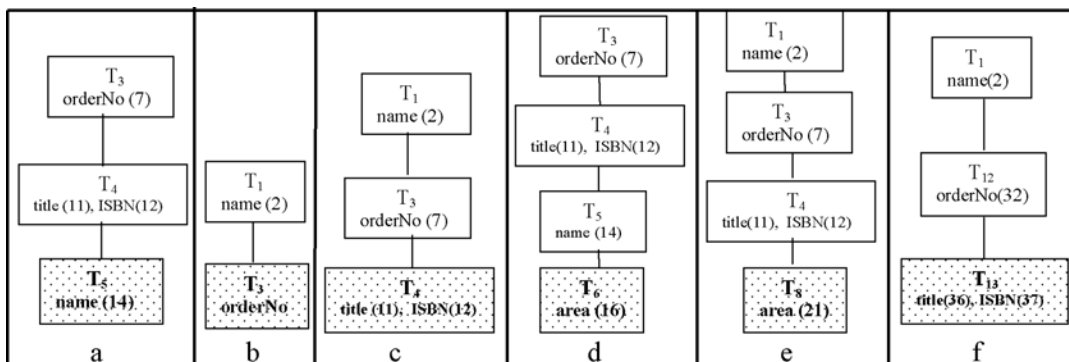 T₃
orderNo (7)
T₄
title (11), ISBN(12)
T₅
name (14)
a
T₁
name (2)
T₃
orderNo
b
T₁
name (2)
T₃
orderNo (7)
T₄
title (11), ISBN(12)
c
T₃
orderNo (7)
T₄
title(11), ISBN(12)
T₅
name (14)
T₆
area (16)
d
T₁
name (2)
T₃
orderNo (7)
T₄
title(11), ISBN(12)
T₈
area (21)
e
T₁
name(2)
T₁₂
orderNo(32)
T₁₃
title(36), ISBN(37)
f